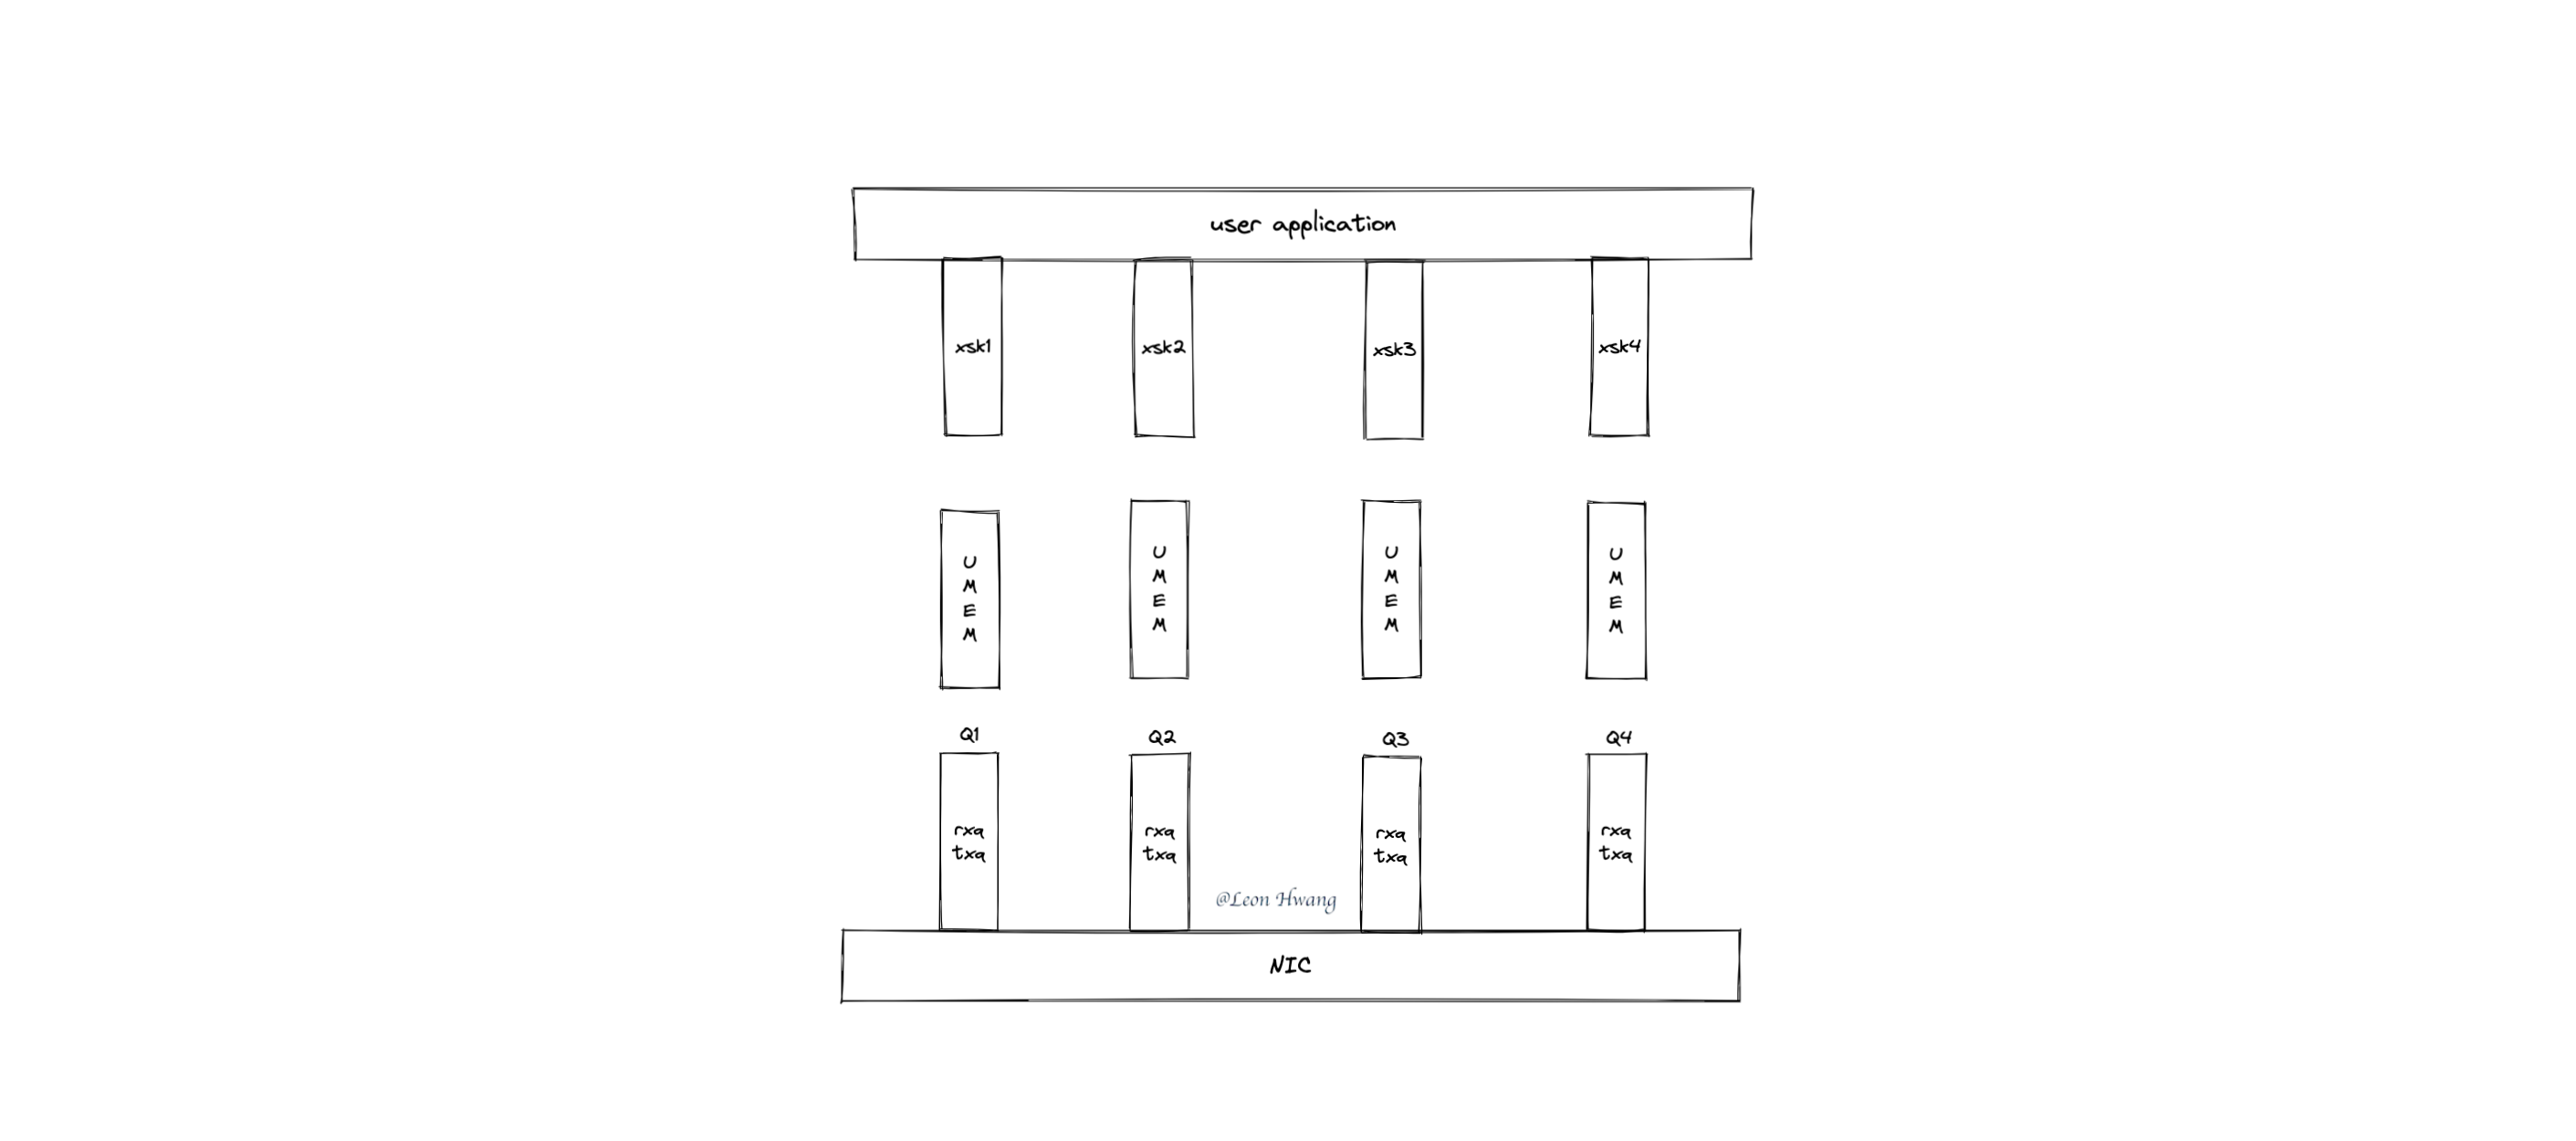 user application
xsk1
xsk2
xsk3
xsk4
U
M
E
M
U
M
E
M
U
M
E
M
U
M
E
M
Q1
Q2
Q3
Q4
rxq
txq
rxq
txq
rxq
txq
rxq
txq
@Leon Hwang
NIC